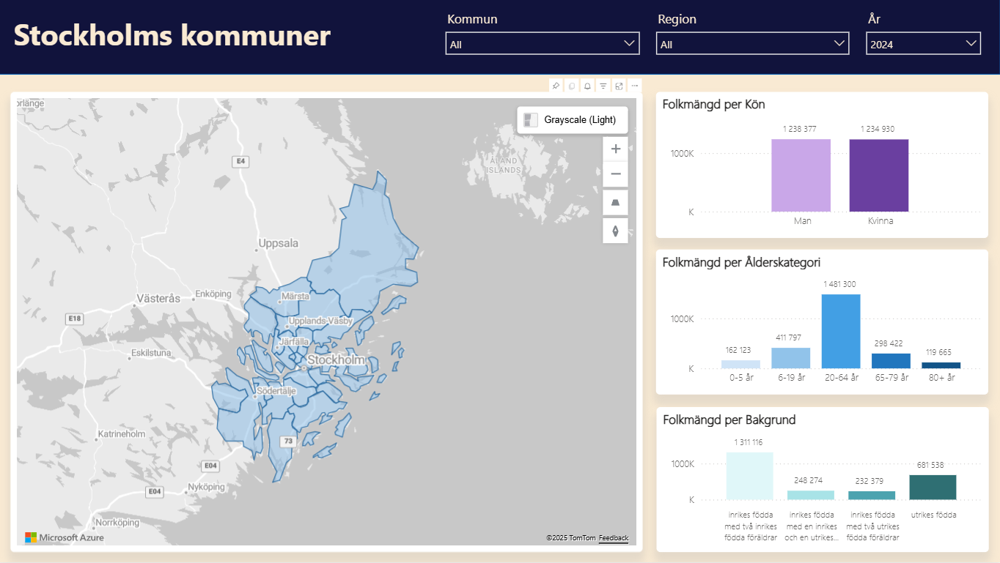 Stockholms kommuner
Kommun
All
Region
All
År
2024
Grayscale (Light)
ÅLAND
ISLANDS
E4
Uppsala
Västerås
Enköping
Märsta
E18
Upplands-Väsby
Järfälla
Eskilstuna
Stockholm
Södertälje
Katrineholm
73
E04
E04
Nyköping
Norrköping
Microsoft Azure
©2025 TomTom Feedback
Folkmängd per Kön
1 238 377
1 234 930
1000K
K
Man
Kvinna
Folkmängd per Ålderskategori
1 481 300
1000K
411 797
298 422
162 123
119 665
K
0-5 år
6-19 år
20-64 år
65-79 år
80+ år
Folkmängd per Bakgrund
1 311 116
1000K
681 538
248 274
232 379
K
inrikes födda
med två inrikes
födda föräldrar
inrikes födda
med en inrikes
och en utrikes...
inrikes födda
med två utrikes
födda föräldrar
utrikes födda